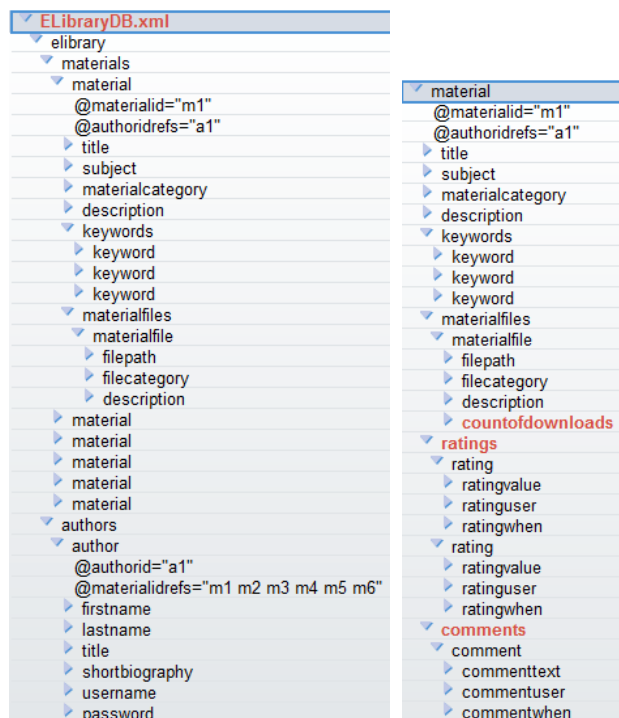 ELibraryDB.xml
elibrary
materials
material
@materialid="m1"
@authoridrefs="a1"
title
subject
materialcategory
description
keywords
keyword
keyword
keyword
materialfiles
materialfile
filepath
filecategory
description
material
material
material
material
material
authors
author
@authorid="a1"
@materialidrefs="m1 m2 m3 m4 m5 m6"
firstname
lastname
title
shortbiography
username
password
material
@materialid="m1"
@authoridrefs="a1"
title
subject
materialcategory
description
keywords
keyword
keyword
keyword
materialfiles
materialfile
filepath
filecategory
description
countofdownloads
ratings
rating
ratingvalue
ratinguser
ratingwhen
rating
ratingvalue
ratinguser
ratingwhen
comments
comment
commenttext
commentuser
commentwhen